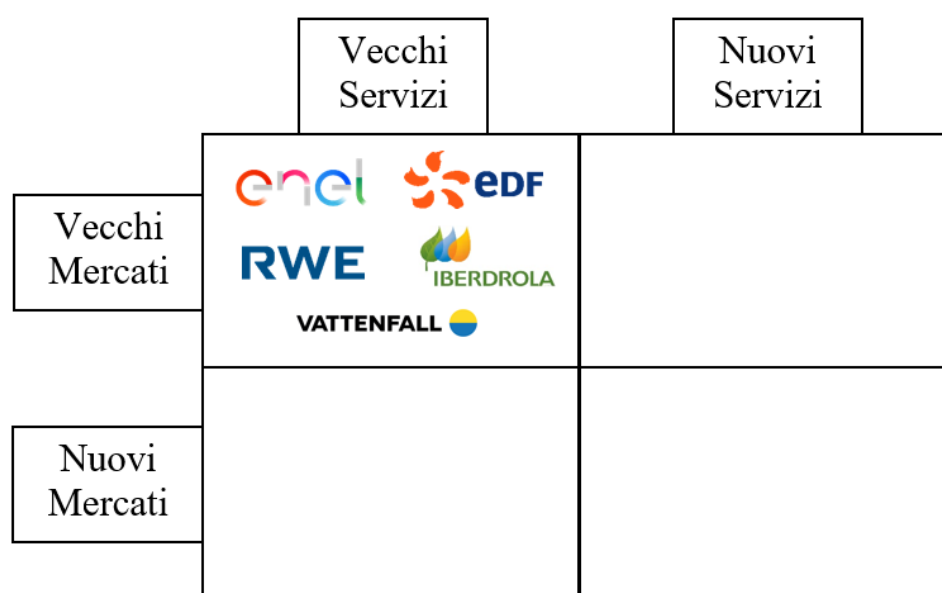 Vecchi
Servizi
Nuovi
Servizi
Vecchi
Mercati
enel
eDF
RWE
IBERDROLA
VATTENFALL
Nuovi
Mercati